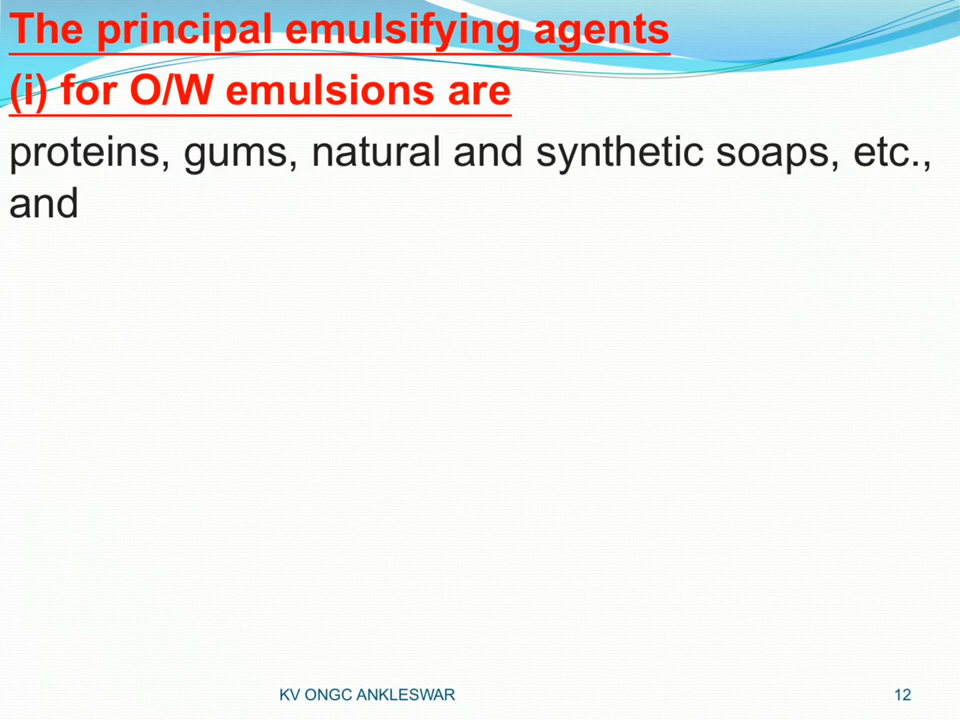 The principal emulsifying agents
(i) for O/W emulsions are
proteins, gums, natural and synthetic soaps, etc.,
and
KV ONGC ANKLESWAR
12